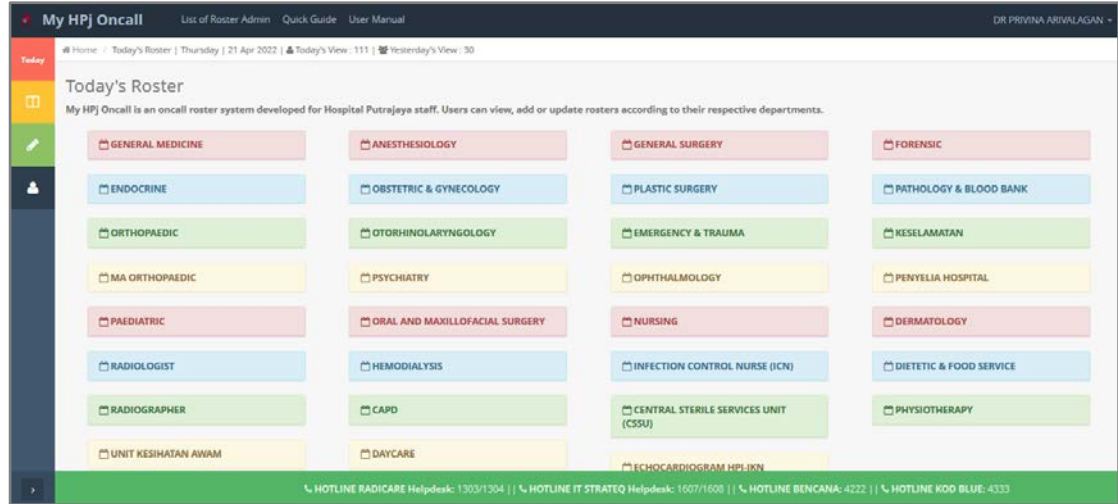 My HPj Oncall List of Roster Admin Quick Guide User Manual DR PRIVINA ARIVALAGAN
Today
Home / Today's Roster | Thursday | 21 Apr 2022 | Today's View : 111 | Yesterday's View : 30
Today's Roster
My HPj Oncall is an oncall roster system developed for Hospital Putrajaya staff. Users can view, add or update rosters according to their respective departments.
GENERAL MEDICINE ANESTHESIOLOGY GENERAL SURGERY FORENSIC
ENDOCRINE OBSTETRIC & GYNECOLOGY PLASTIC SURGERY PATHOLOGY & BLOOD BANK
ORTHOPAEDIC OTORHINOLARYNGOLOGY EMERGENCY & TRAUMA KESELAMATAN
MA ORTHOPAEDIC PSYCHIATRY OPHTHALMOLOGY PENYELIA HOSPITAL
PAEDIATRIC ORAL AND MAXILLOFACIAL SURGERY NURSING DERMATOLOGY
RADIOLOGIST HEMODIALYSIS INFECTION CONTROL NURSE (ICN) DIETETIC & FOOD SERVICE
RADIOGRAPHER CAPD CENTRAL STERILE SERVICES UNIT PHYSIOTHERAPY
(CSSU)
UNIT KESIHATAN AWAM DAYCARE
ECHOCARDIOGRAM HPJ-IKN
HOTLINE RADICARE Helpdesk: 1303/1304 || HOTLINE IT STRATEQ Helpdesk: 1607/1608 || HOTLINE BENCANA: 4222 || HOTLINE KOD BLUE: 4333